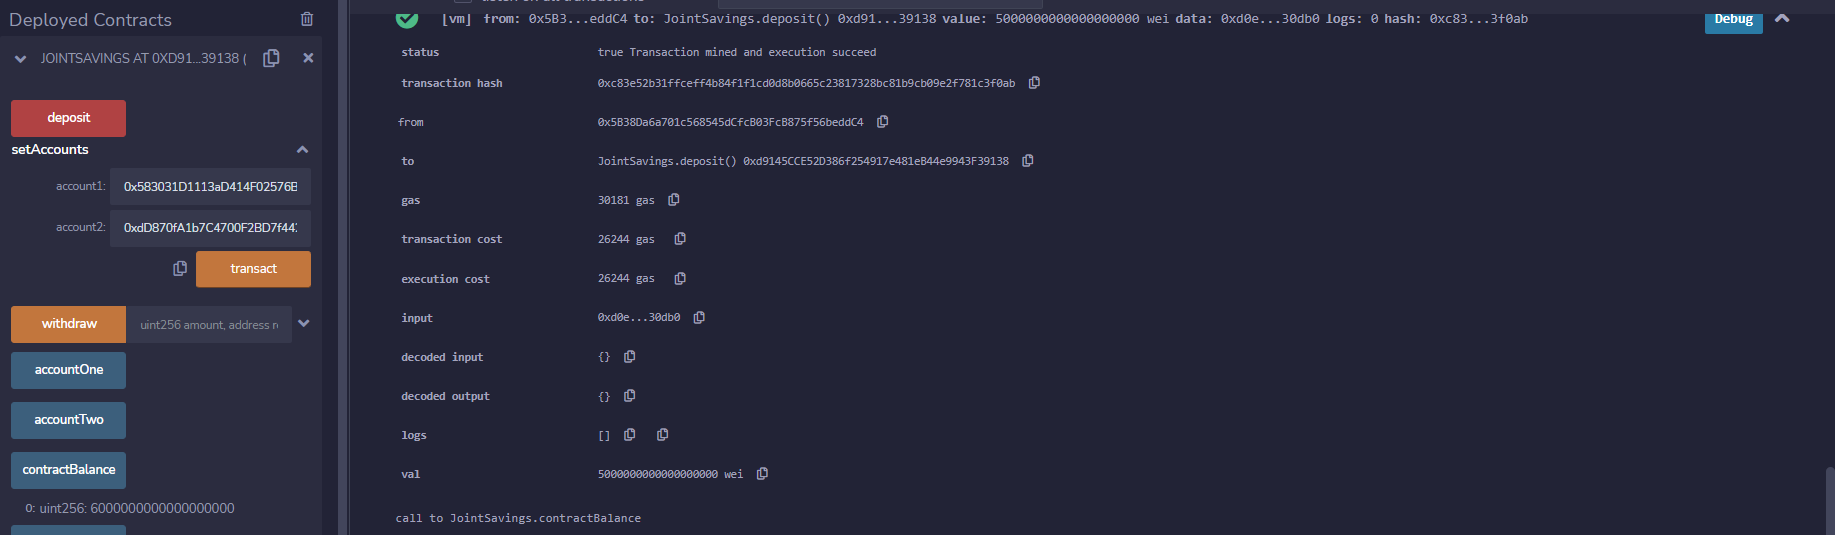 Deployed Contracts
JOINTSAVINGS AT 0XD91...39138 (
deposit
setAccounts
account1: 0x583031D1113aD414F02576B
account2: 0xdD870fA1b7C4700F2BD7f44
transact
withdraw uint256 amount, address r
accountOne
accountTwo
contractBalance
0: uint256: 6000000000000000000
[vm] from: 0x5B3...eddC4 to: JointSavings.deposit() 0xd91...39138 value: 5000000000000000000 wei data: 0xd0e...30db0 logs: 0 hash: 0xc83...3f0ab
Debug
status true Transaction mined and execution succeed
transaction hash 0xc83e52b31ffceff4b84f1f1cd0d8b0665c23817328bc81b9cb09e2f781c3f0ab
from 0x5B38Da6a701c568545dCfcB03FcB875f56beddC4
to JointSavings.deposit() 0xd9145CCE52D386f254917e481eB44e9943F39138
gas 30181 gas
transaction cost 26244 gas
execution cost 26244 gas
input 0xd0e...30db0
decoded input {}
decoded output {}
logs []
val 5000000000000000000 wei
call to JointSavings.contractBalance